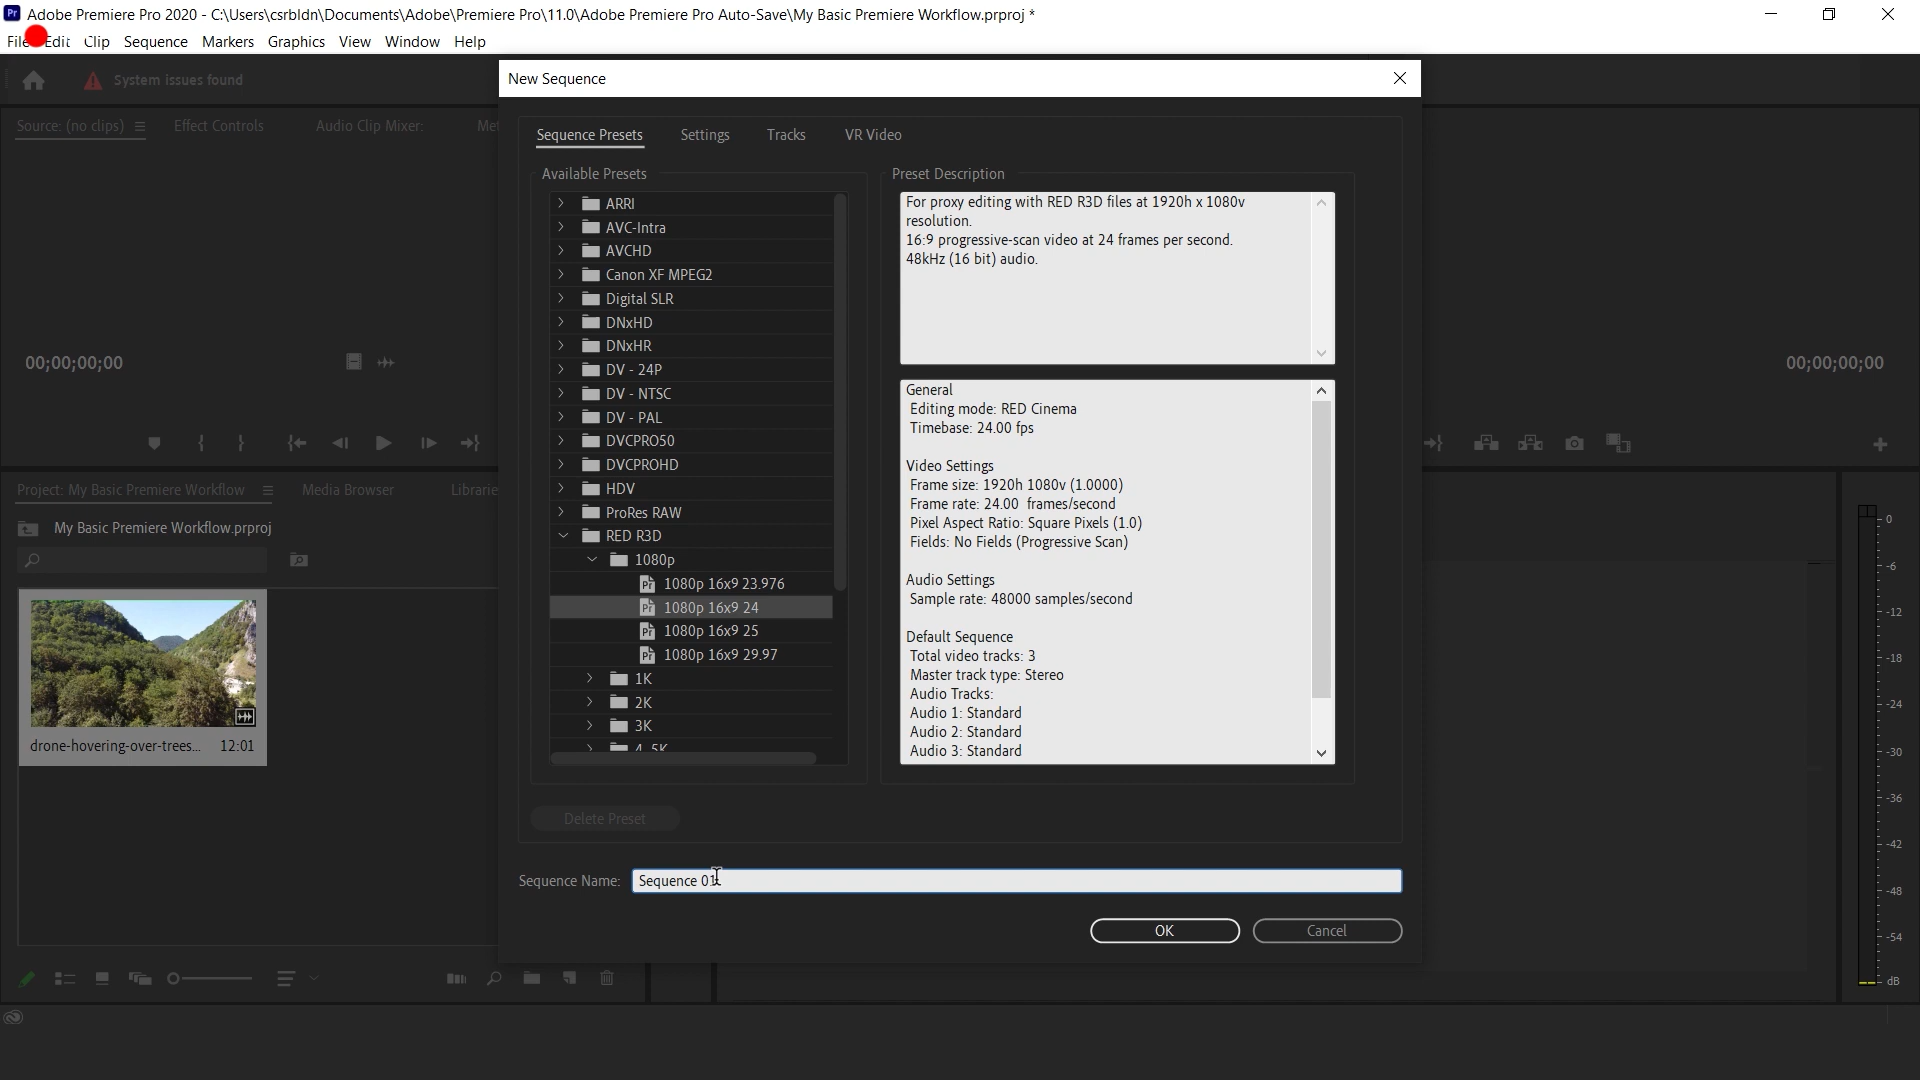 Adobe Premiere Pro 2020 - C:\Users\csrbldn\Documents\Adobe\Premiere Pro\11.0\Adobe Premiere Pro Auto-Save\My Basic Premiere Workflow.prproj *
File Edit Clip Sequence Markers Graphics View Window Help
System issues found
New Sequence
Source: (no clips) Effect Controls Audio Clip Mixer:
Sequence Presets Settings Tracks VR Video
Available Presets
ARRI
AVC-Intra
AVCHD
Canon XF MPEG2
Digital SLR
DNxHD
DNxHR
DV - 24P
DV - NTSC
DV - PAL
DVCPRO50
DVCPROHD
HDV
ProRes RAW
RED R3D
1080p
1080p 16x9 23.976
1080p 16x9 24
1080p 16x9 25
1080p 16x9 29.97
1K
2K
3K
4_5K
Delete Preset
Preset Description
For proxy editing with RED R3D files at 1920h x 1080v
resolution.
16:9 progressive-scan video at 24 frames per second.
48kHz (16 bit) audio.
General
Editing mode: RED Cinema
Timebase: 24.00 fps
Video Settings
Frame size: 1920h 1080v (1.0000)
Frame rate: 24.00 frames/second
Pixel Aspect Ratio: Square Pixels (1.0)
Fields: No Fields (Progressive Scan)
Audio Settings
Sample rate: 48000 samples/second
Default Sequence
Total video tracks: 3
Master track type: Stereo
Audio Tracks:
Audio 1: Standard
Audio 2: Standard
Audio 3: Standard
Sequence Name: Sequence 01
OK Cancel
00;00;00;00
00;00;00;00
Project: My Basic Premiere Workflow Media Browser
My Basic Premiere Workflow.prproj
drone-hovering-over-trees... 12:01
0
-6
-12
-18
-24
-30
-36
-42
-48
-54
dB